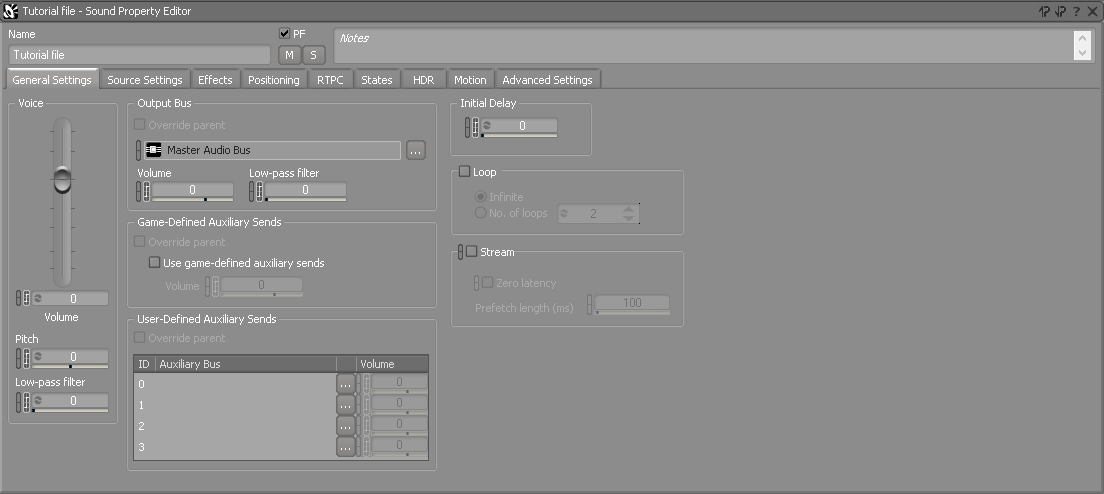 Tutorial file - Sound Property Editor
?
Name
PF
Notes
Tutorial file
M
S
General Settings
Source Settings
Effects
Positioning
RTPC
States
HDR
Motion
Advanced Settings
Voice
0
Volume
Pitch
0
Low-pass filter
0
Output Bus
Override parent
Master Audio Bus
...
Volume
Low-pass filter
0
0
Game-Defined Auxiliary Sends
Override parent
Use game-defined auxiliary sends
Volume
0
User-Defined Auxiliary Sends
Override parent
ID Auxiliary Bus Volume
0 ... 0
1 ... 0
2 ... 0
3 ... 0
Initial Delay
0
Loop
Infinite
No. of loops 2
Stream
Zero latency
Prefetch length (ms) 100